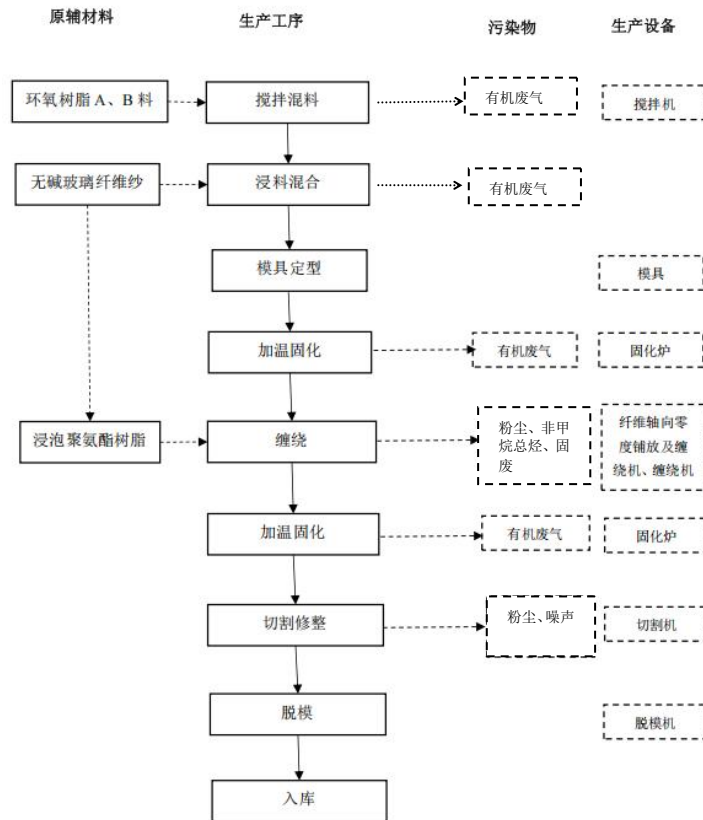 原辅材料
生产工序
污染物
生产设备
环氧树脂 A、B 料
搅拌混料
有机废气
搅拌机
无碱玻璃纤维纱
浸料混合
有机废气
模具定型
模具
加温固化
有机废气
固化炉
浸泡聚氨酯树脂
缠绕
粉尘、非甲
烷总烃、固
废
纤维轴向零
度铺放及缠
绕机、缠绕机
加温固化
有机废气
固化炉
切割修整
粉尘、噪声
切割机
脱模
脱模机
入库